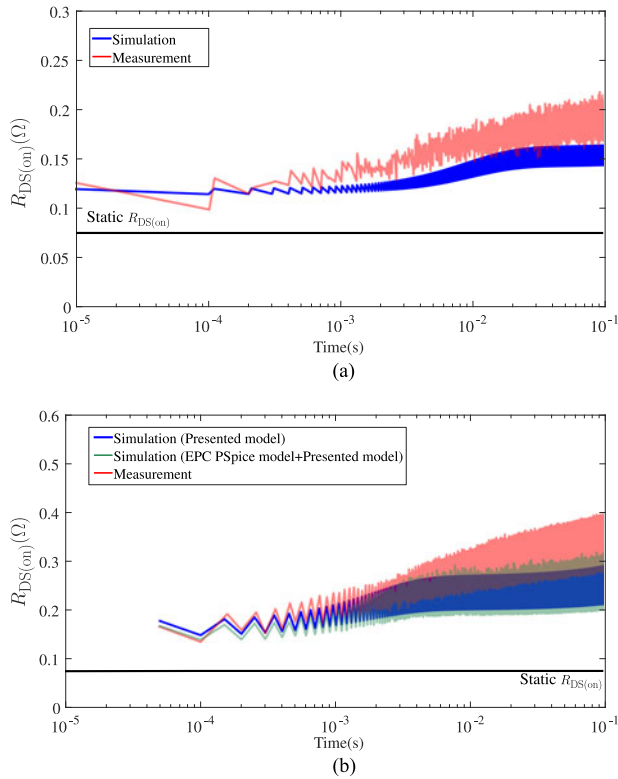 0.3
Simulation
Measurement
0.25
0.2
0.15
0.1
Static R_DS(on)
0.05
0
R_DS(on)(Ω)
10^-5 10^-4 10^-3 10^-2 10^-1
Time(s)
(a)
0.6
Simulation (Presented model)
Simulation (EPC PSpice model+Presented model)
Measurement
0.5
0.4
0.3
0.2
0.1
Static R_DS(on)
0
R_DS(on)(Ω)
10^-5 10^-4 10^-3 10^-2 10^-1
Time(s)
(b)